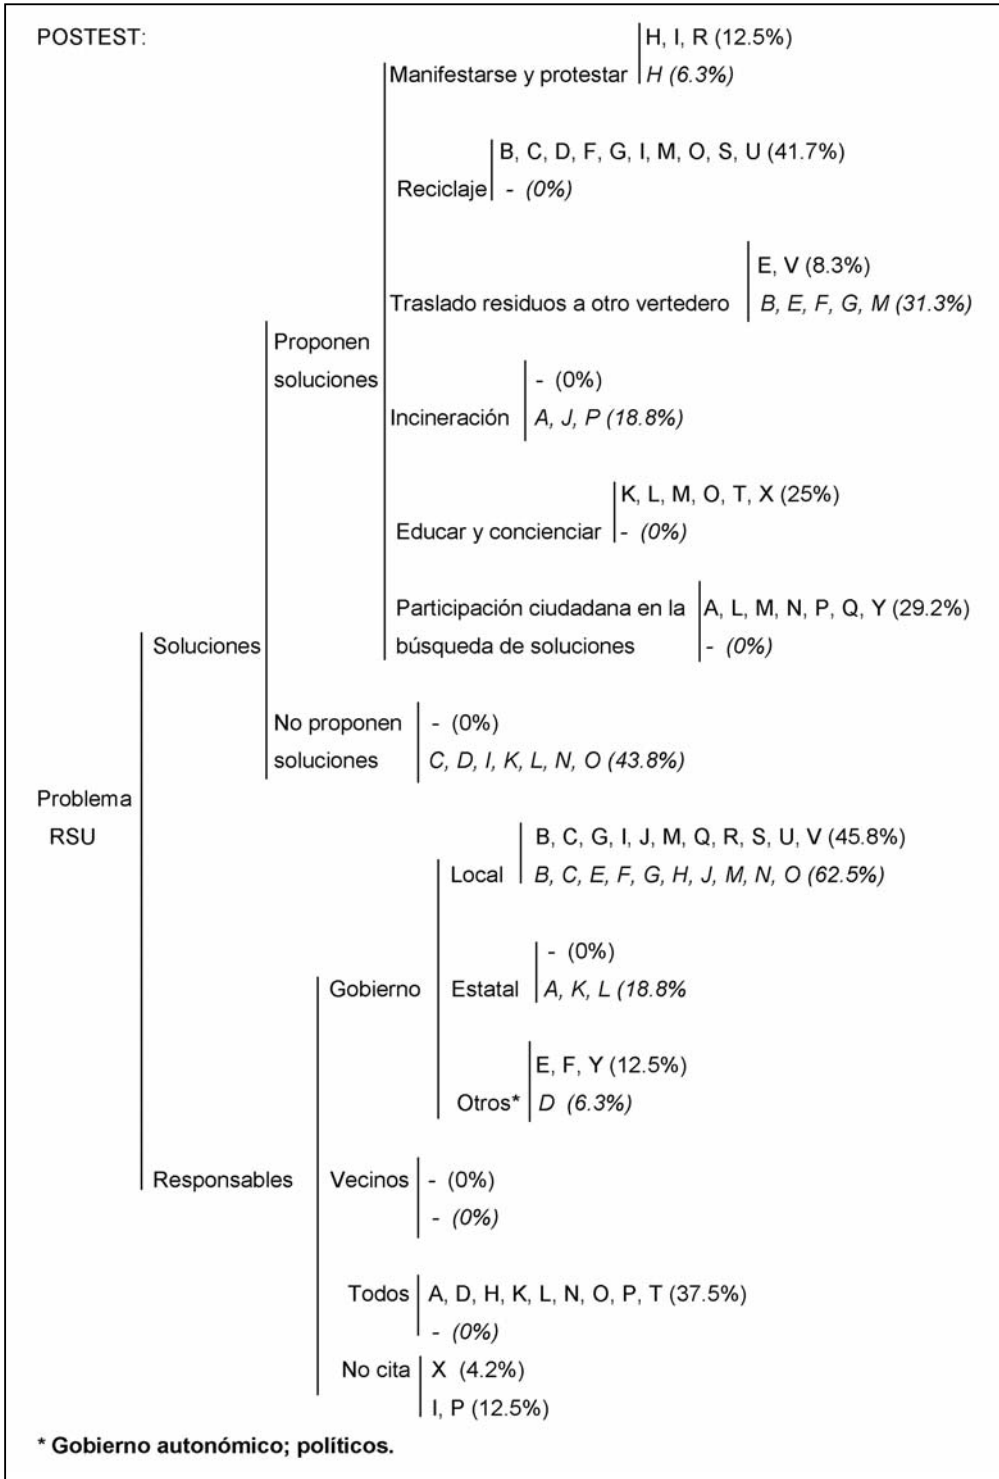 POSTEST:
H, I, R (12.5%)
Manifestarse y protestar
H (6.3%)
B, C, D, F, G, I, M, O, S, U (41.7%)
Reciclaje
- (0%)
E, V (8.3%)
Traslado residuos a otro vertedero
B, E, F, G, M (31.3%)
Proponen
soluciones
- (0%)
Incineración
A, J, P (18.8%)
K, L, M, O, T, X (25%)
Educar y concienciar
- (0%)
Participación ciudadana en la
búsqueda de soluciones
A, L, M, N, P, Q, Y (29.2%)
- (0%)
Soluciones
No proponen
soluciones
- (0%)
C, D, I, K, L, N, O (43.8%)
Problema
RSU
B, C, G, I, J, M, Q, R, S, U, V (45.8%)
Local
B, C, E, F, G, H, J, M, N, O (62.5%)
- (0%)
Gobierno
Estatal
A, K, L (18.8%
E, F, Y (12.5%)
Otros*
D (6.3%)
Responsables
Vecinos
- (0%)
- (0%)
Todos
A, D, H, K, L, N, O, P, T (37.5%)
- (0%)
No cita
X (4.2%)
I, P (12.5%)
* Gobierno autonómico; políticos.